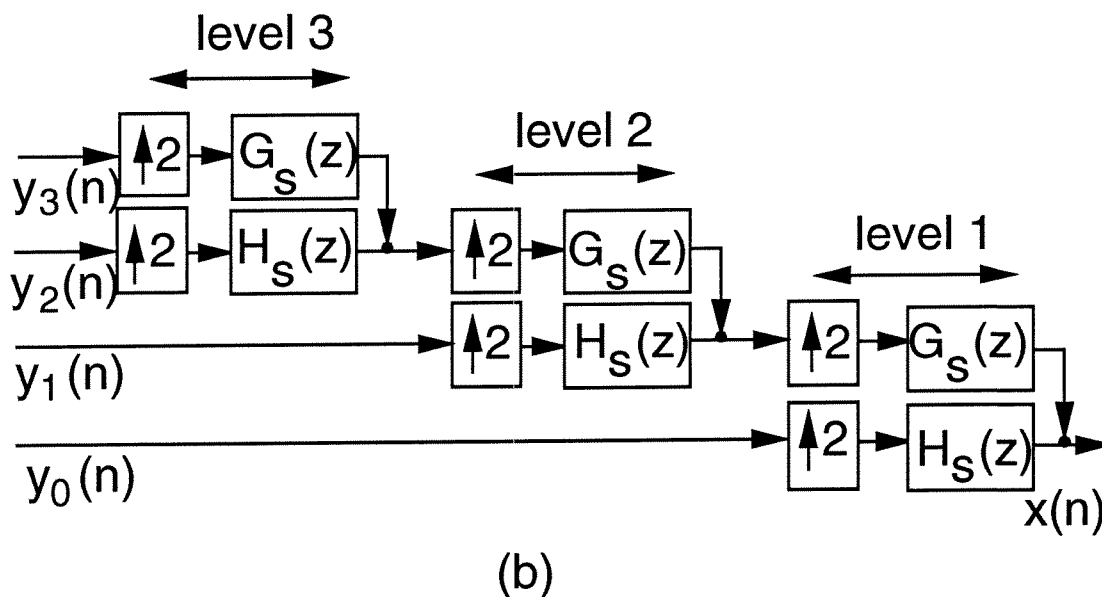 level 3
↑2 G_s(z)
y_3(n)
level 2
↑2 H_s(z)
y_2(n)
↑2 G_s(z)
level 1
↑2 H_s(z)
y_1(n)
↑2 G_s(z)
↑2 H_s(z)
y_0(n)
x(n)
(b)